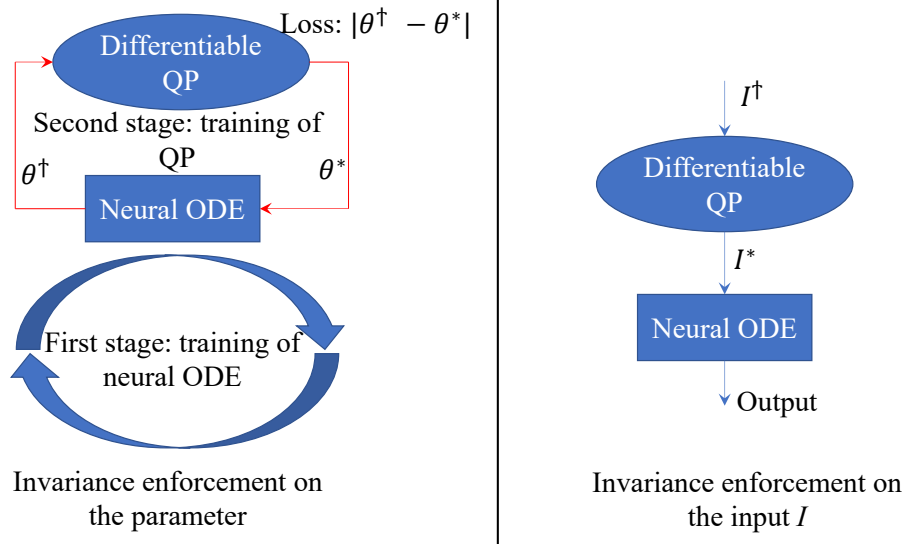 Loss: |θ† − θ*|
Differentiable
QP
Second stage: training of
QP
θ†
θ*
Neural ODE
First stage: training of
neural ODE
Invariance enforcement on
the parameter
I†
Differentiable
QP
I*
Neural ODE
Output
Invariance enforcement on
the input I